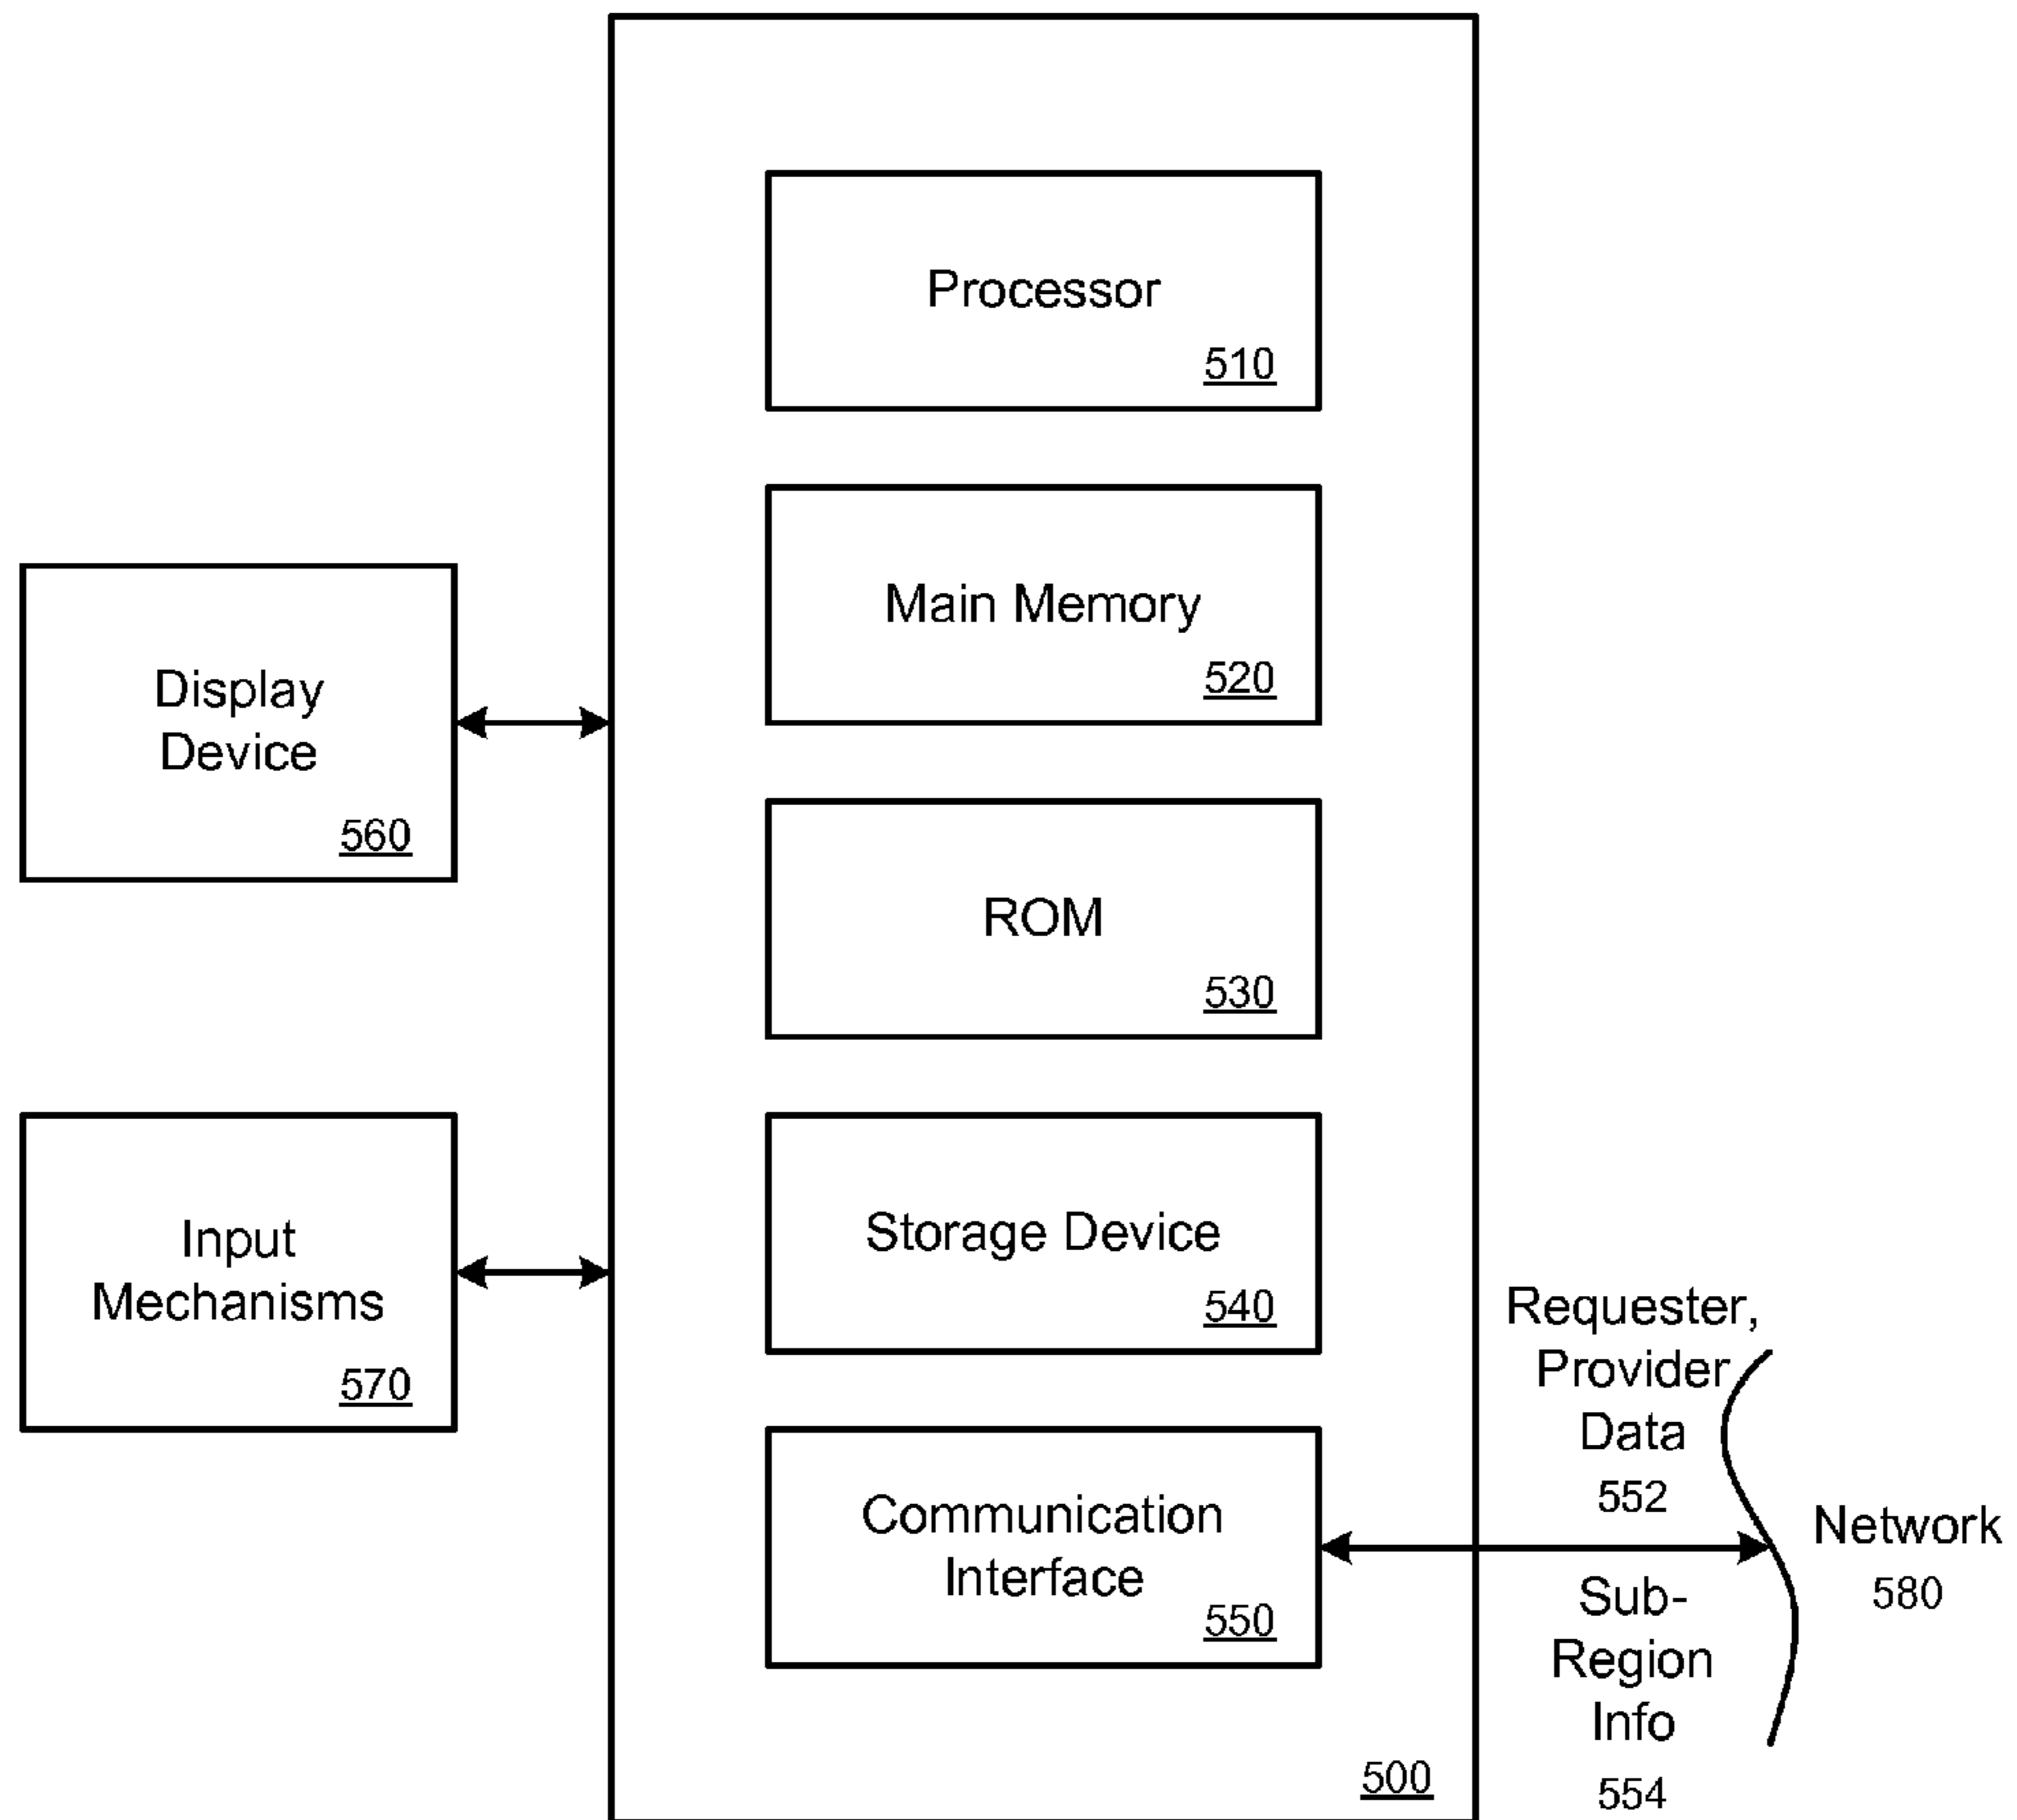 Processor
510
Main Memory
520
Display
Device
560
ROM
530
Input
Mechanisms
570
Storage Device
540
Communication
Interface
550
Requester,
Provider
Data
552
Sub-
Region
Info
554
Network
580
500